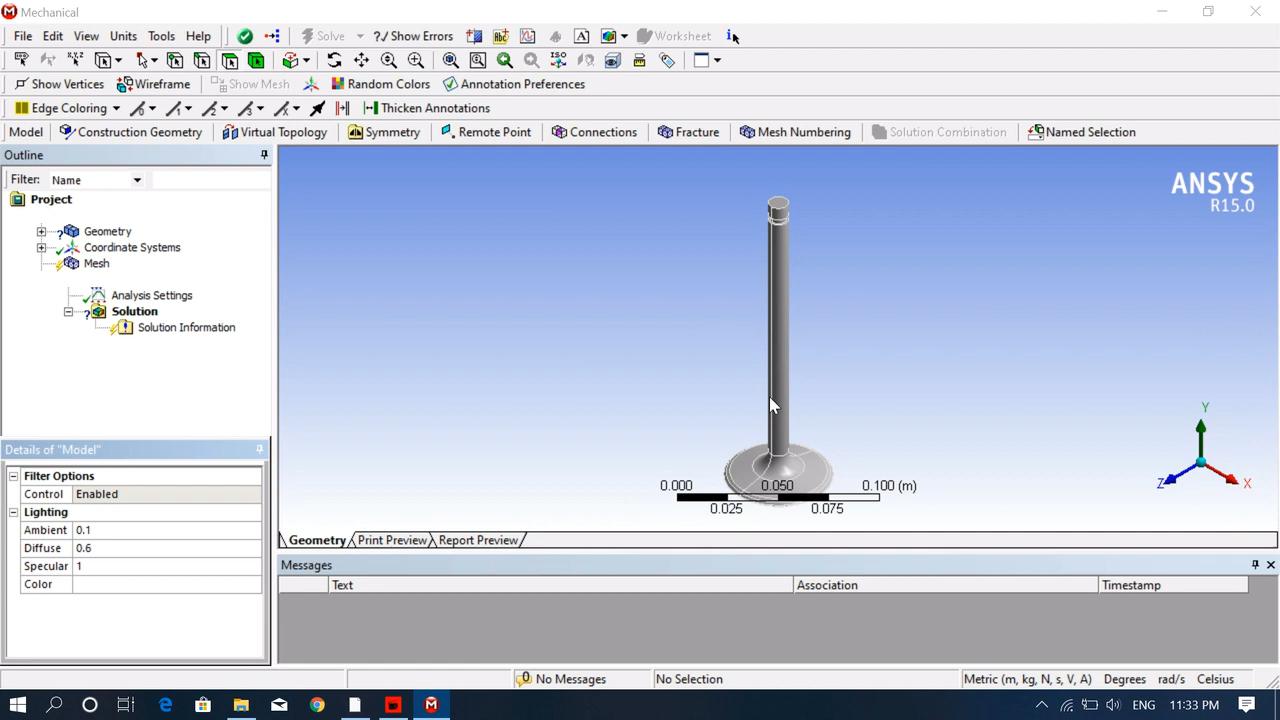 Mechanical
File Edit View Units Tools Help Solve ?/ Show Errors Worksheet
Show Vertices Wireframe Show Mesh Random Colors Annotation Preferences
Edge Coloring Thicken Annotations
Model Construction Geometry Virtual Topology Symmetry Remote Point Connections Fracture Mesh Numbering Solution Combination Named Selection
Outline
Filter: Name
Project
Geometry
Coordinate Systems
Mesh
Analysis Settings
Solution
Solution Information
Details of "Model"
Filter Options
Control Enabled
Lighting
Ambient 0.1
Diffuse 0.6
Specular 1
Color
ANSYS
R15.0
Y
Z X
0.000 0.050 0.100 (m)
0.025 0.075
Geometry Print Preview Report Preview
Messages
Text Association Timestamp
0 No Messages No Selection Metric (m, kg, N, s, V, A) Degrees rad/s Celsius
ENG 11:33 PM